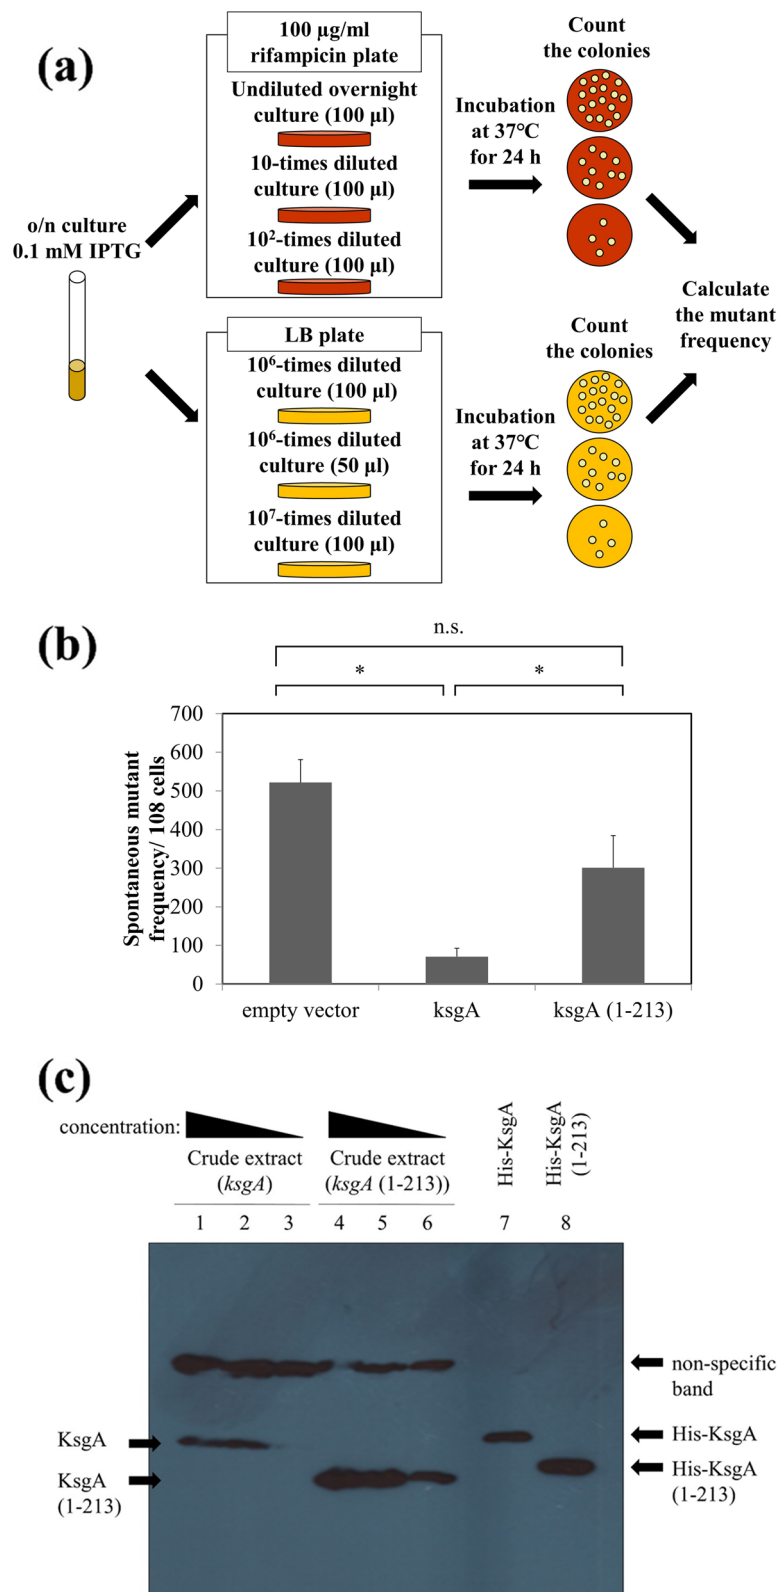 (a)
100 µg/ml
rifampicin plate
Undiluted overnight
culture (100 µl)
10-times diluted
culture (100 µl)
10²-times diluted
culture (100 µl)
Incubation
at 37℃
for 24 h
Count
the colonies
o/n culture
0.1 mM IPTG
LB plate
10⁶-times diluted
culture (100 µl)
10⁶-times diluted
culture (50 µl)
10⁷-times diluted
culture (100 µl)
Incubation
at 37℃
for 24 h
Count
the colonies
Calculate
the mutant
frequency
(b)
n.s.
*
*
Spontaneous mutant
frequency/ 108 cells
700
600
500
400
300
200
100
0
empty vector
ksgA
ksgA (1-213)
(c)
concentration:
Crude extract
(ksgA)
Crude extract
(ksgA (1-213))
His-KsgA
His-KsgA
(1-213)
1 2 3 4 5 6 7 8
non-specific
band
KsgA
His-KsgA
KsgA
(1-213)
His-KsgA
(1-213)